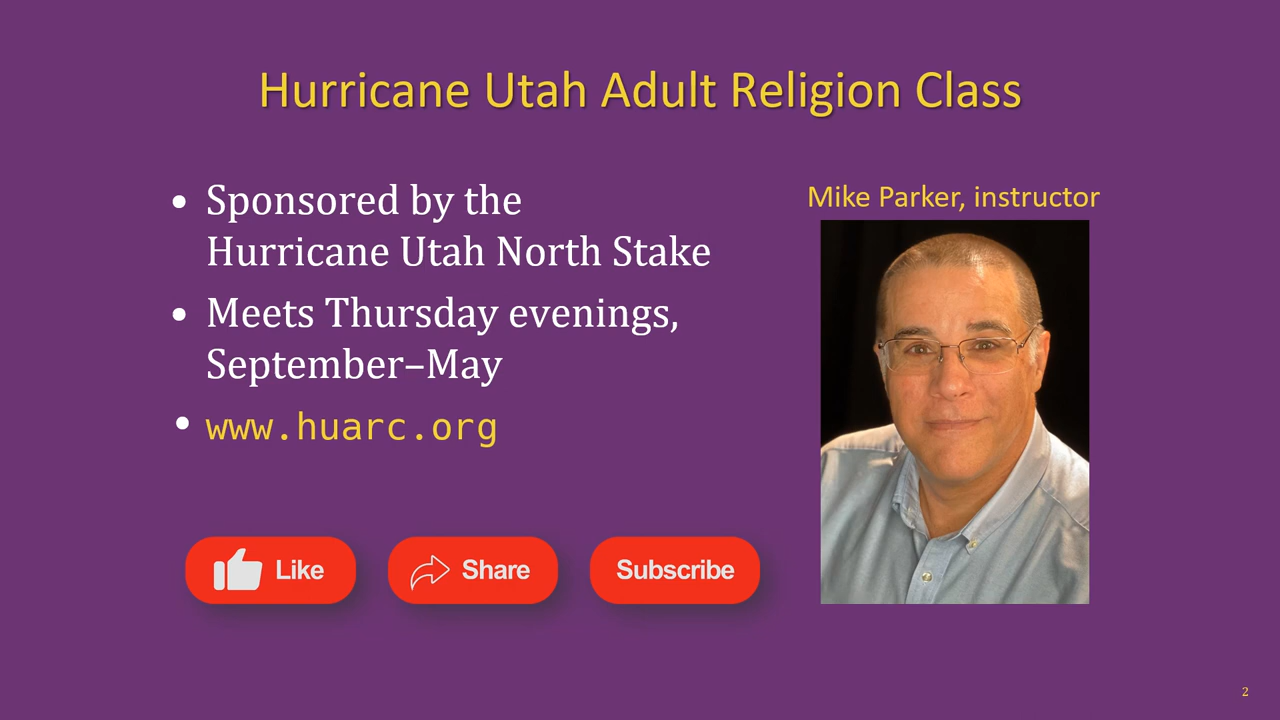 Hurricane Utah Adult Religion Class
• Sponsored by the
Hurricane Utah North Stake
• Meets Thursday evenings,
September–May
• www.huarc.org
Mike Parker, instructor
Like
Share
Subscribe
2